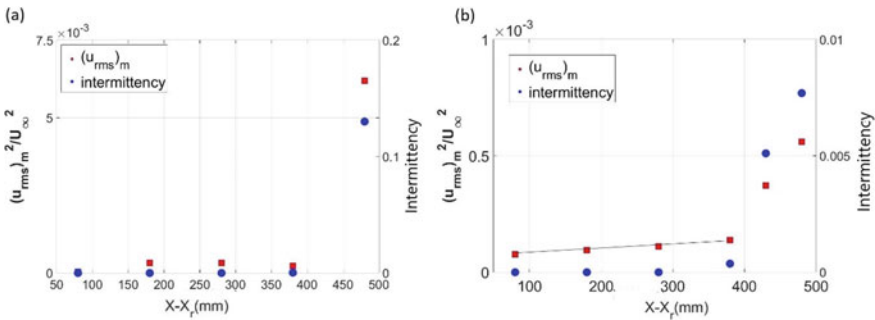 (a)
×10⁻³
7.5
5
0
0.2
0.1
0
(u_rms)_m
intermittency
(u_rms)_m²/U_∞²
Intermittency
50 100 150 200 250 300 350 400 450 500
X-X_r(mm)
(b)
×10⁻³
1
0.5
0
0.01
0.005
0
(u_rms)_m
intermittency
(u_rms)_m²/U_∞²
Intermittency
100 200. 300 400 500
X-X_r(mm)